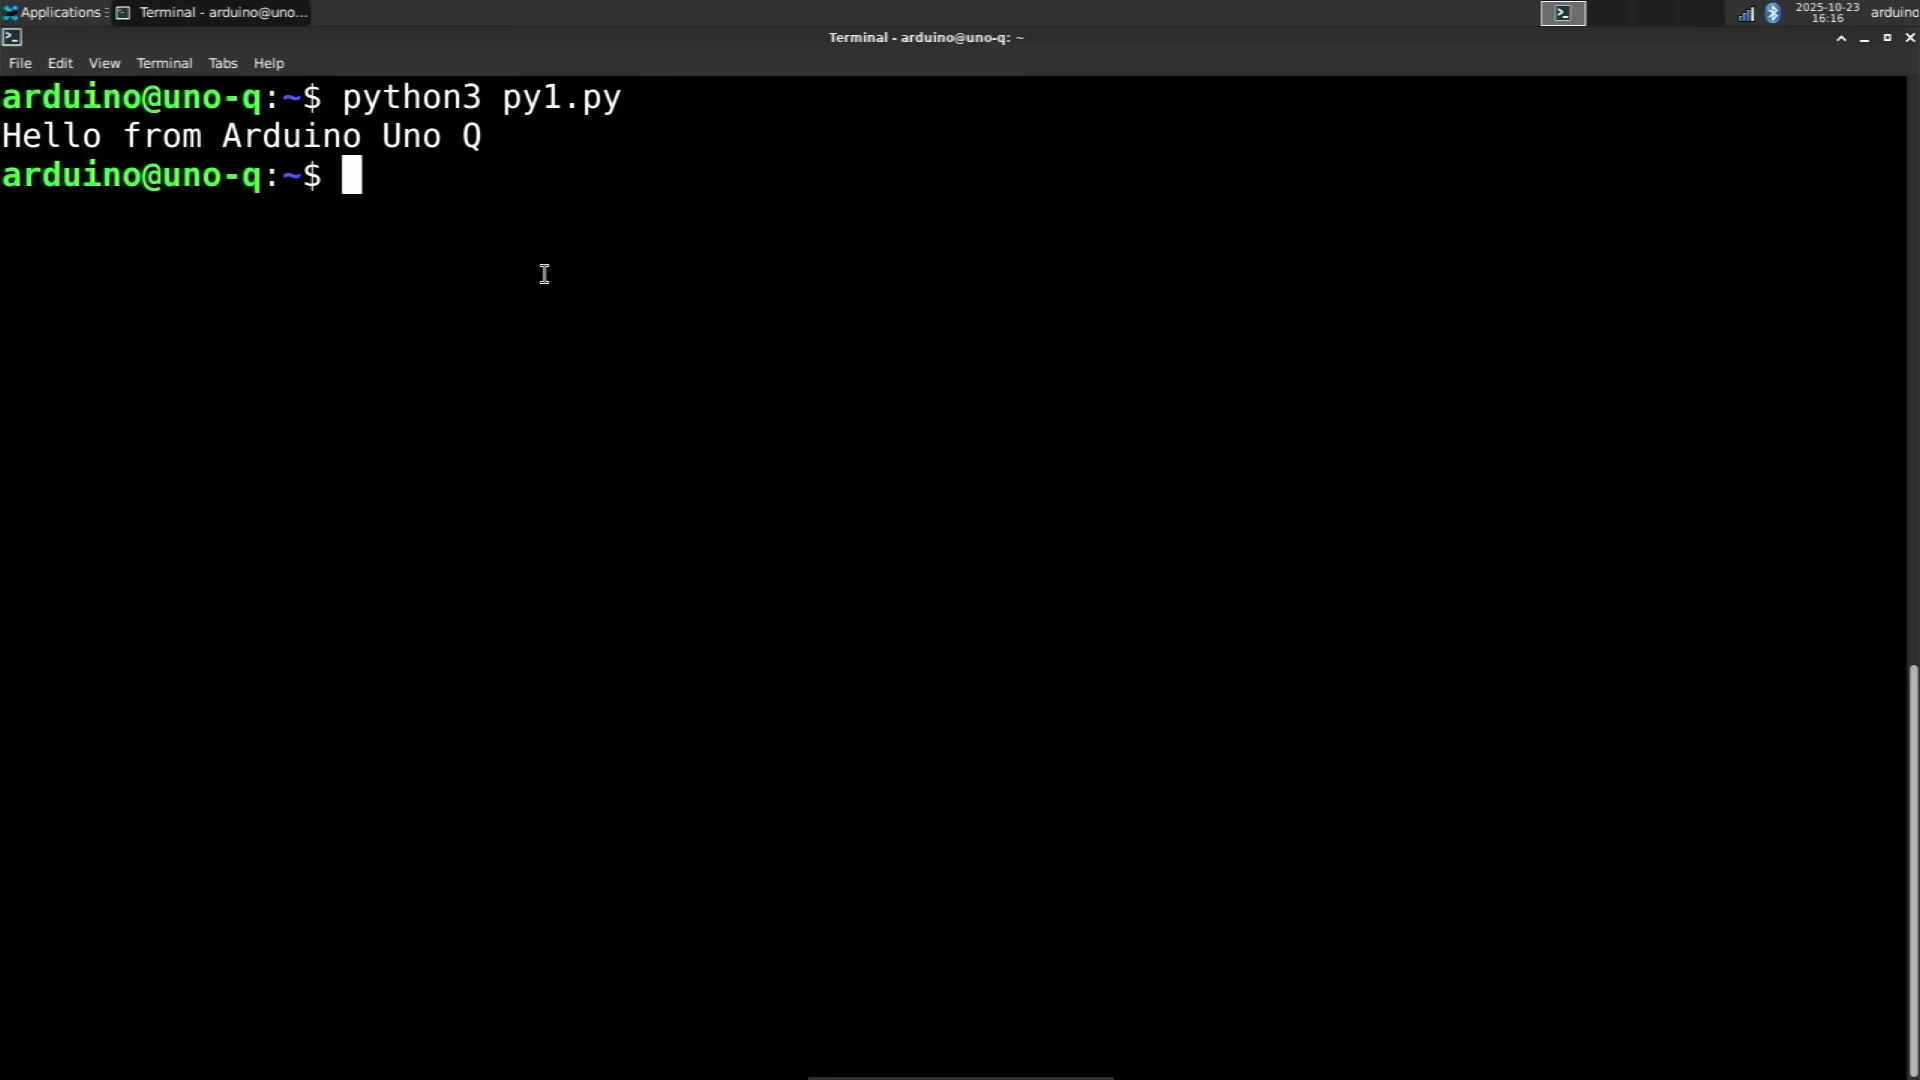 Applications Terminal - arduino@uno... 2025-10-23 arduino
16:16
Terminal - arduino@uno-q: ~
File Edit View Terminal Tabs Help
arduino@uno-q:~$ python3 py1.py
Hello from Arduino Uno Q
arduino@uno-q:~$